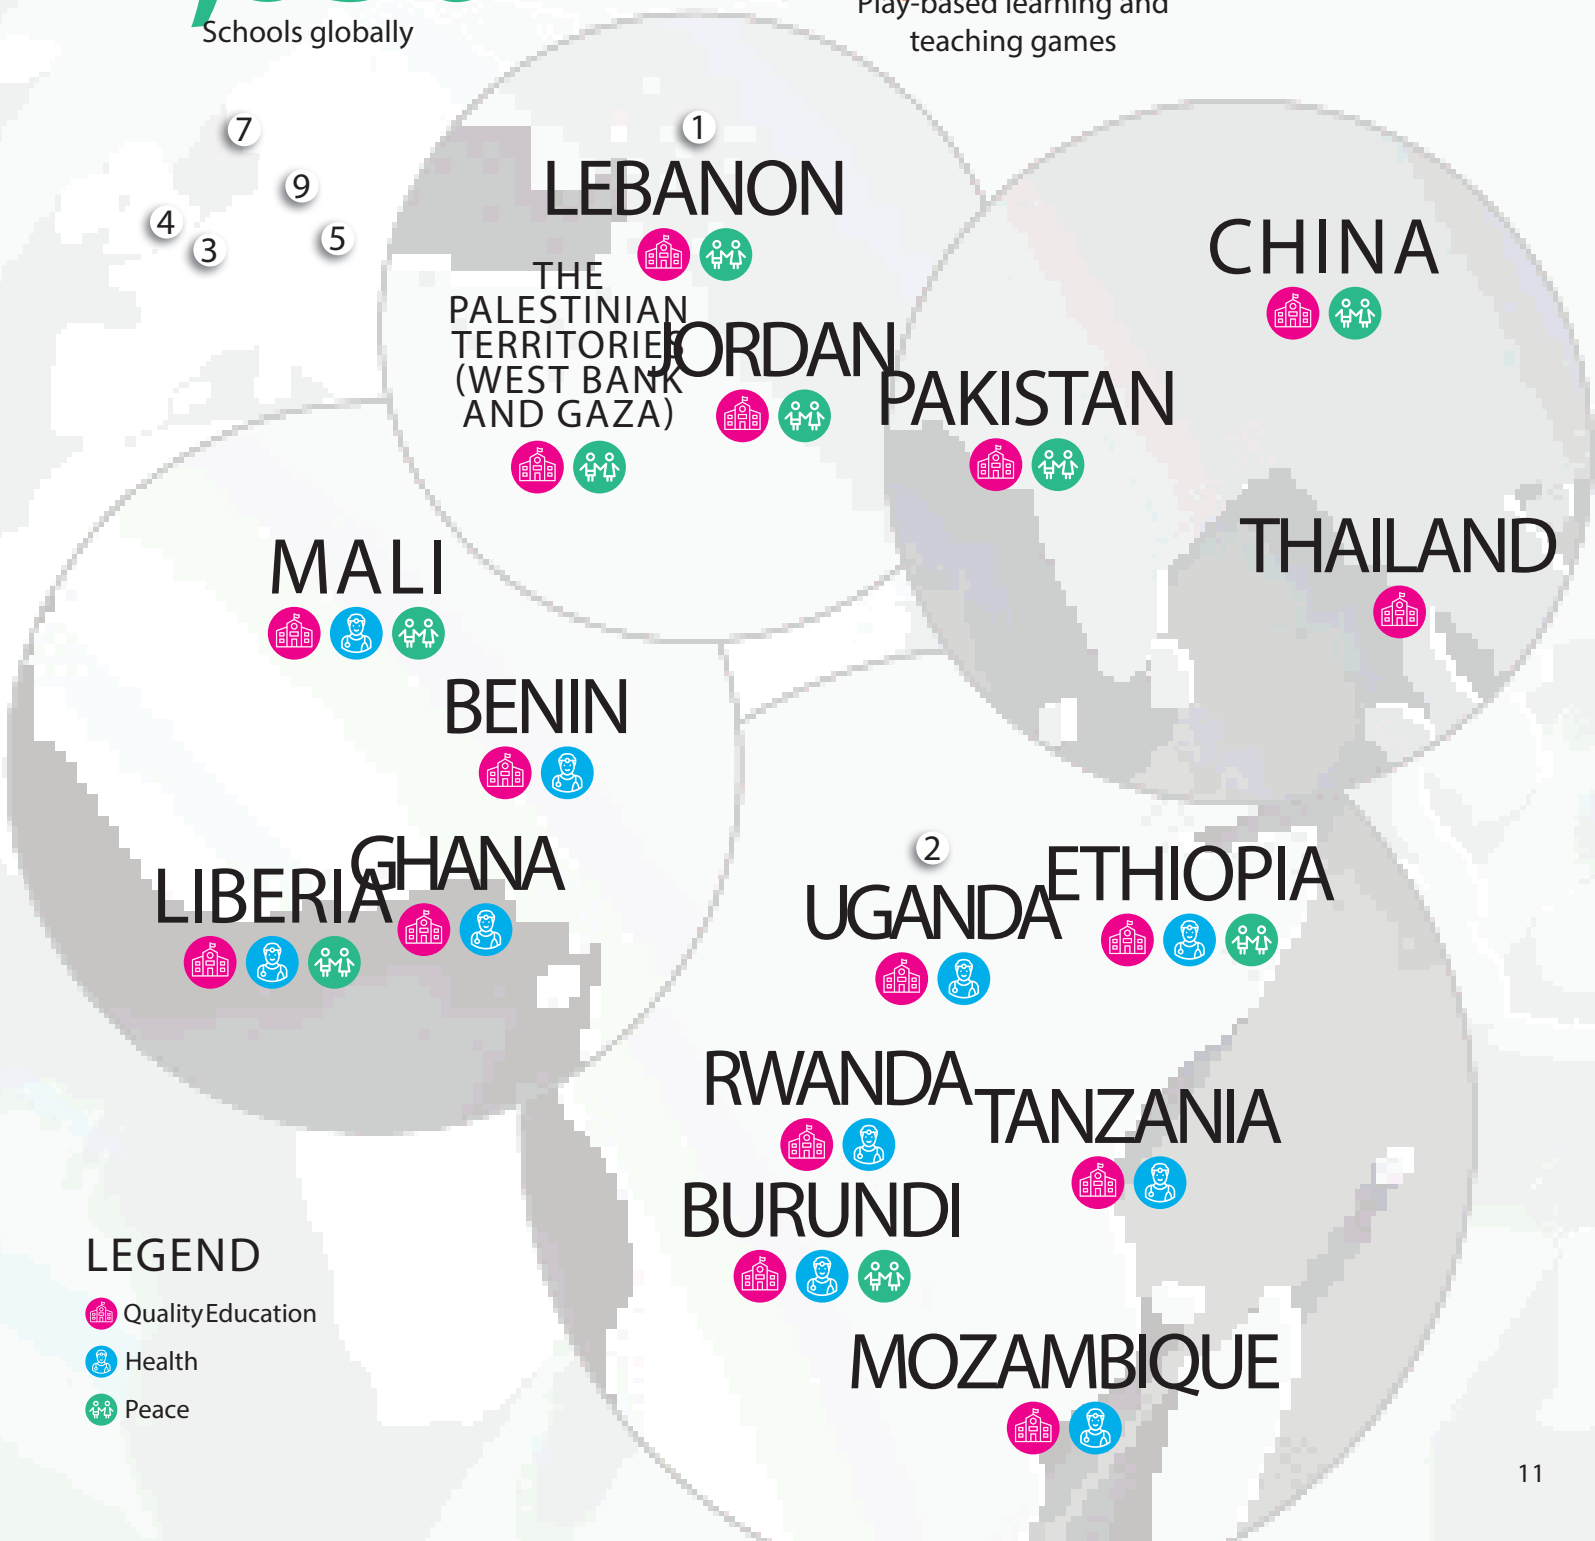 Schools globally
Play-based learning and
teaching games
7
1
9
4
3
5
LEBANON
CHINA
THE
PALESTINIAN
TERRITORIES
(WEST BANK
AND GAZA)
JORDAN
PAKISTAN
THAILAND
MALI
BENIN
GHANA
LIBERIA
2
UGANDA
ETHIOPIA
RWANDA
TANZANIA
BURUNDI
MOZAMBIQUE
LEGEND
Quality Education
Health
Peace
11